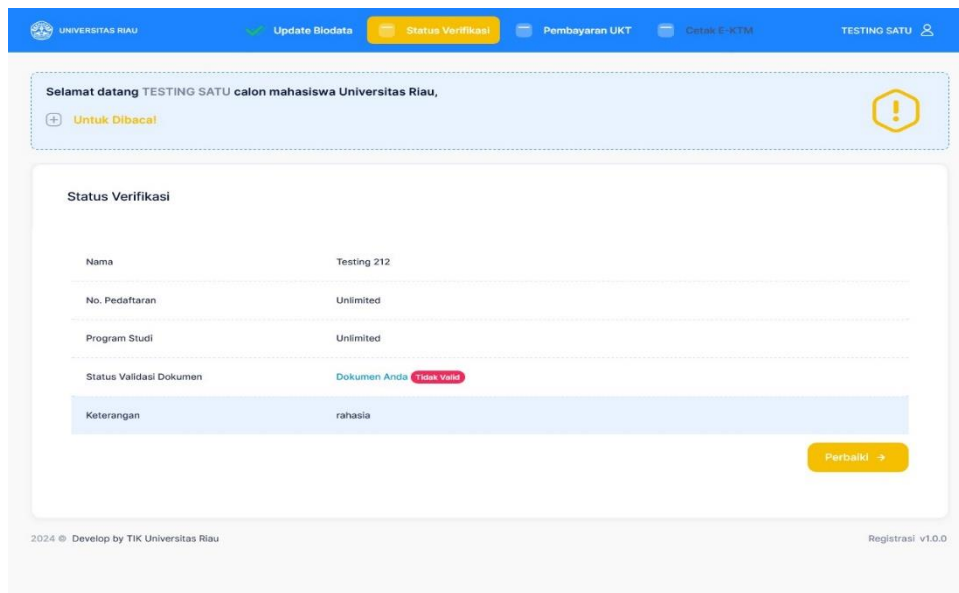 UNIVERSITAS RIAU Update Biodata Status Verifikasi Pembayaran UKT Cetak E-KTM TESTING SATU
Selamat datang TESTING SATU calon mahasiswa Universitas Riau,
Untuk Dibaca!
Status Verifikasi
Nama Testing 212
No. Pedaftaran Unlimited
Program Studi Unlimited
Status Validasi Dokumen Dokumen Anda Tidak Valid
Keterangan rahasia
Perbaiki →
2024 © Develop by TIK Universitas Riau Registrasi v1.0.0